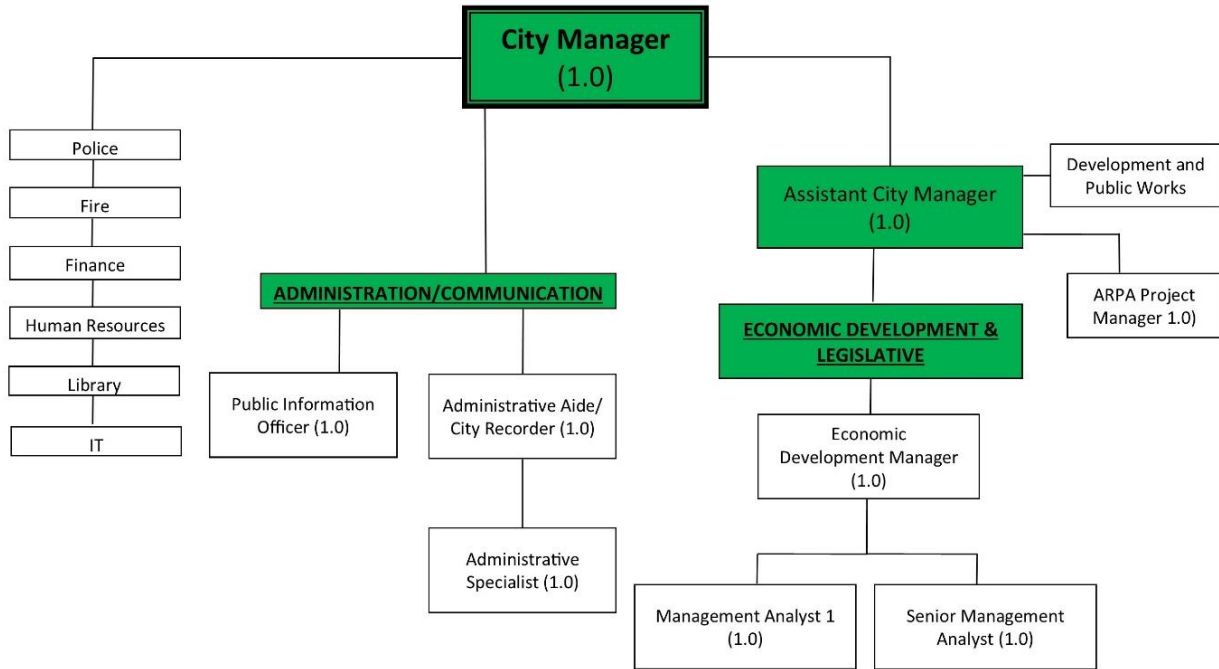 City Manager
(1.0)
Police
Fire
Finance
Human Resources
Library
IT
ADMINISTRATION/COMMUNICATION
Public Information
Officer (1.0)
Administrative Aide/
City Recorder (1.0)
Administrative
Specialist (1.0)
Assistant City Manager
(1.0)
Development and
Public Works
ARPA Project
Manager 1.0)
ECONOMIC DEVELOPMENT &
LEGISLATIVE
Economic
Development Manager
(1.0)
Management Analyst 1
(1.0)
Senior Management
Analyst (1.0)